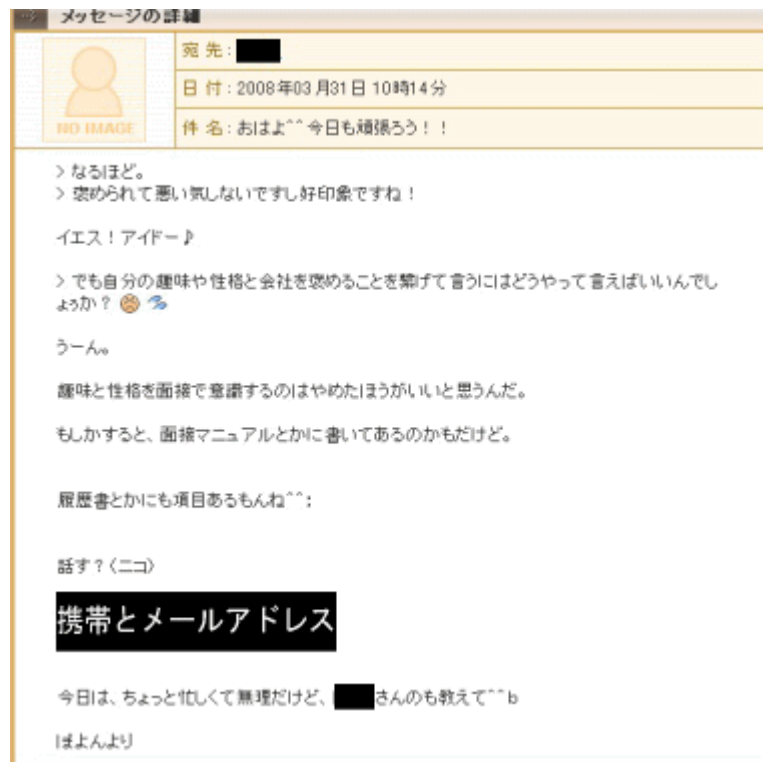 メッセージの詳細
宛 先 :
日 付 : 2008年03月31日 10時14分
NO IMAGE
件 名 : おはよ^^今日も頑張ろう！！
> なるほど。
> 褒められて悪い気しないですし好印象ですね！
イエス！アイドー♪
> でも自分の趣味や性格と会社を褒めることを繋げて言うにはどうやって言えばいいんでし
ょうか？
うーん。
趣味と性格を面接で意識するのはやめたほうがいいと思うんだ。
もしかすると、面接マニュアルとかに書いてあるのかもだけど。
履歴書とかにも項目あるもんね^^;
話す？（ニコ）
携帯とメールアドレス
今日は、ちょっと忙しくて無理だけど、 さんのも教えて^^b
ぽよんより